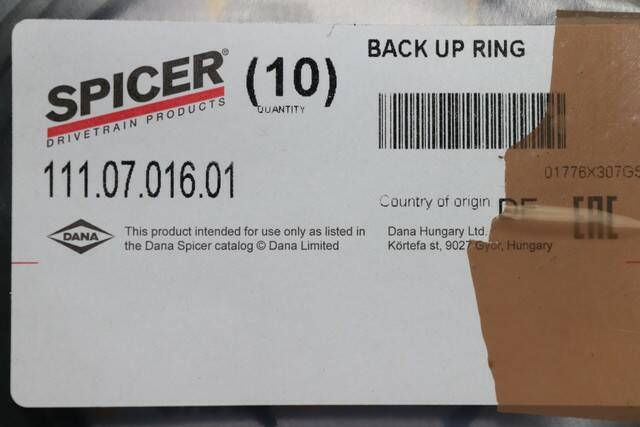 SPICER®
DRIVETRAIN PRODUCTS
(10)
QUANTITY
BACK UP RING
01776X307GS
111.07.016.01
Country of origin DE
EAC
DANA
This product intended for use only as listed in
the Dana Spicer catalog © Dana Limited
Dana Hungary Ltd.
Körtefa st, 9027 Győr, Hungary